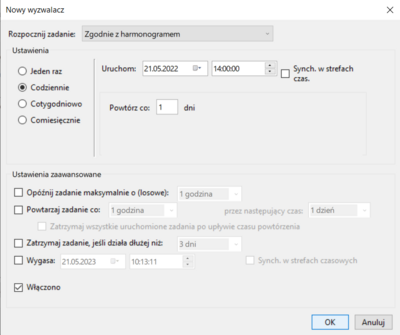 Nowy wyzwalacz
Rozpocznij zadanie: Zgodnie z harmonogramem
Ustawienia
Jeden raz
Codziennie
Cotygodniowo
Comiesięcznie
Uruchom: 21.05.2022 14:00:00 Synch. w strefach
czas.
Powtórz co: 1 dni
Ustawienia zaawansowane
Opóźnij zadanie maksymalnie o (losowe): 1 godzina
Powtarzaj zadanie co: 1 godzina przez następujący czas: 1 dzień
Zatrzymaj wszystkie uruchomione zadania po upływie czasu powtórzenia
Zatrzymaj zadanie, jeśli działa dłużej niż: 3 dni
Wygasa: 21.05.2023 10:13:11 Synch. w strefach czasowych
Włączono
OK Anuluj